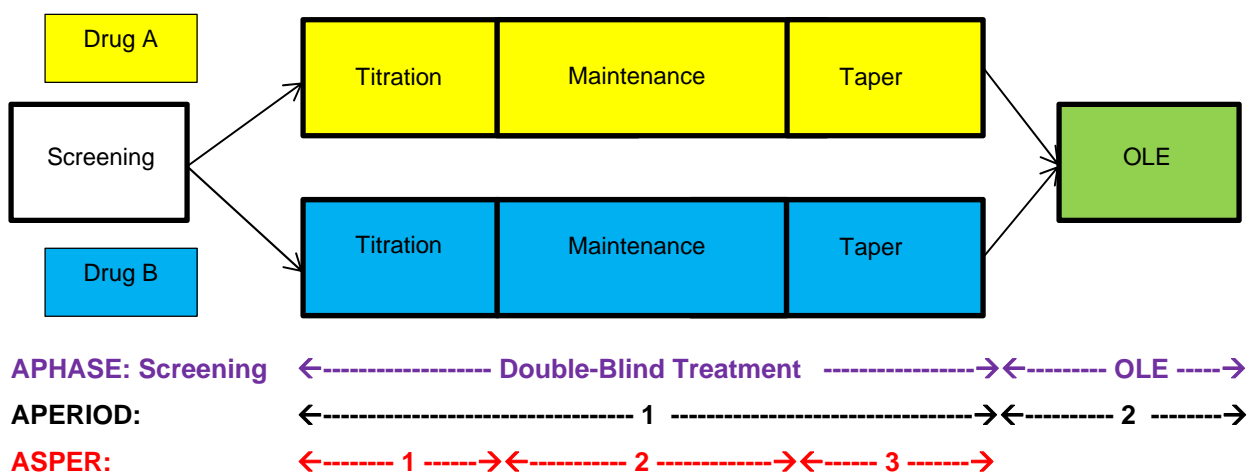 Drug A
Titration Maintenance Taper
Screening
OLE
Titration Maintenance Taper
Drug B
APHASE: Screening <------------------- Double-Blind Treatment ------------------><--------- OLE ----->
APERIOD: <-------------------------------- 1 -------------------------------><---------- 2 -------->
ASPER: <-------- 1 ------><---------- 2 --------------><------ 3 ------>